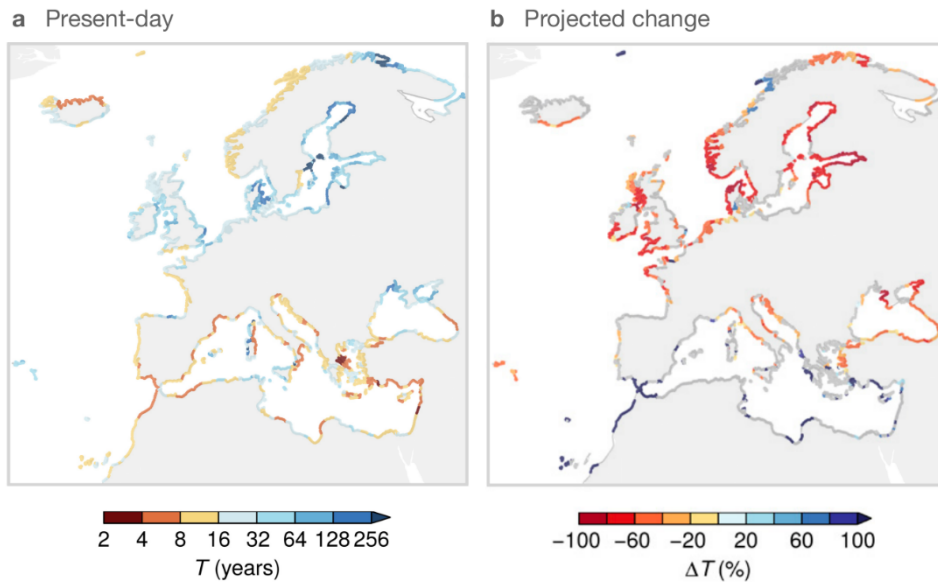 a Present-day
b Projected change
2 4 8 16 32 64 128 256
T (years)
−100 −60 −20 20 60 100
ΔT (%)